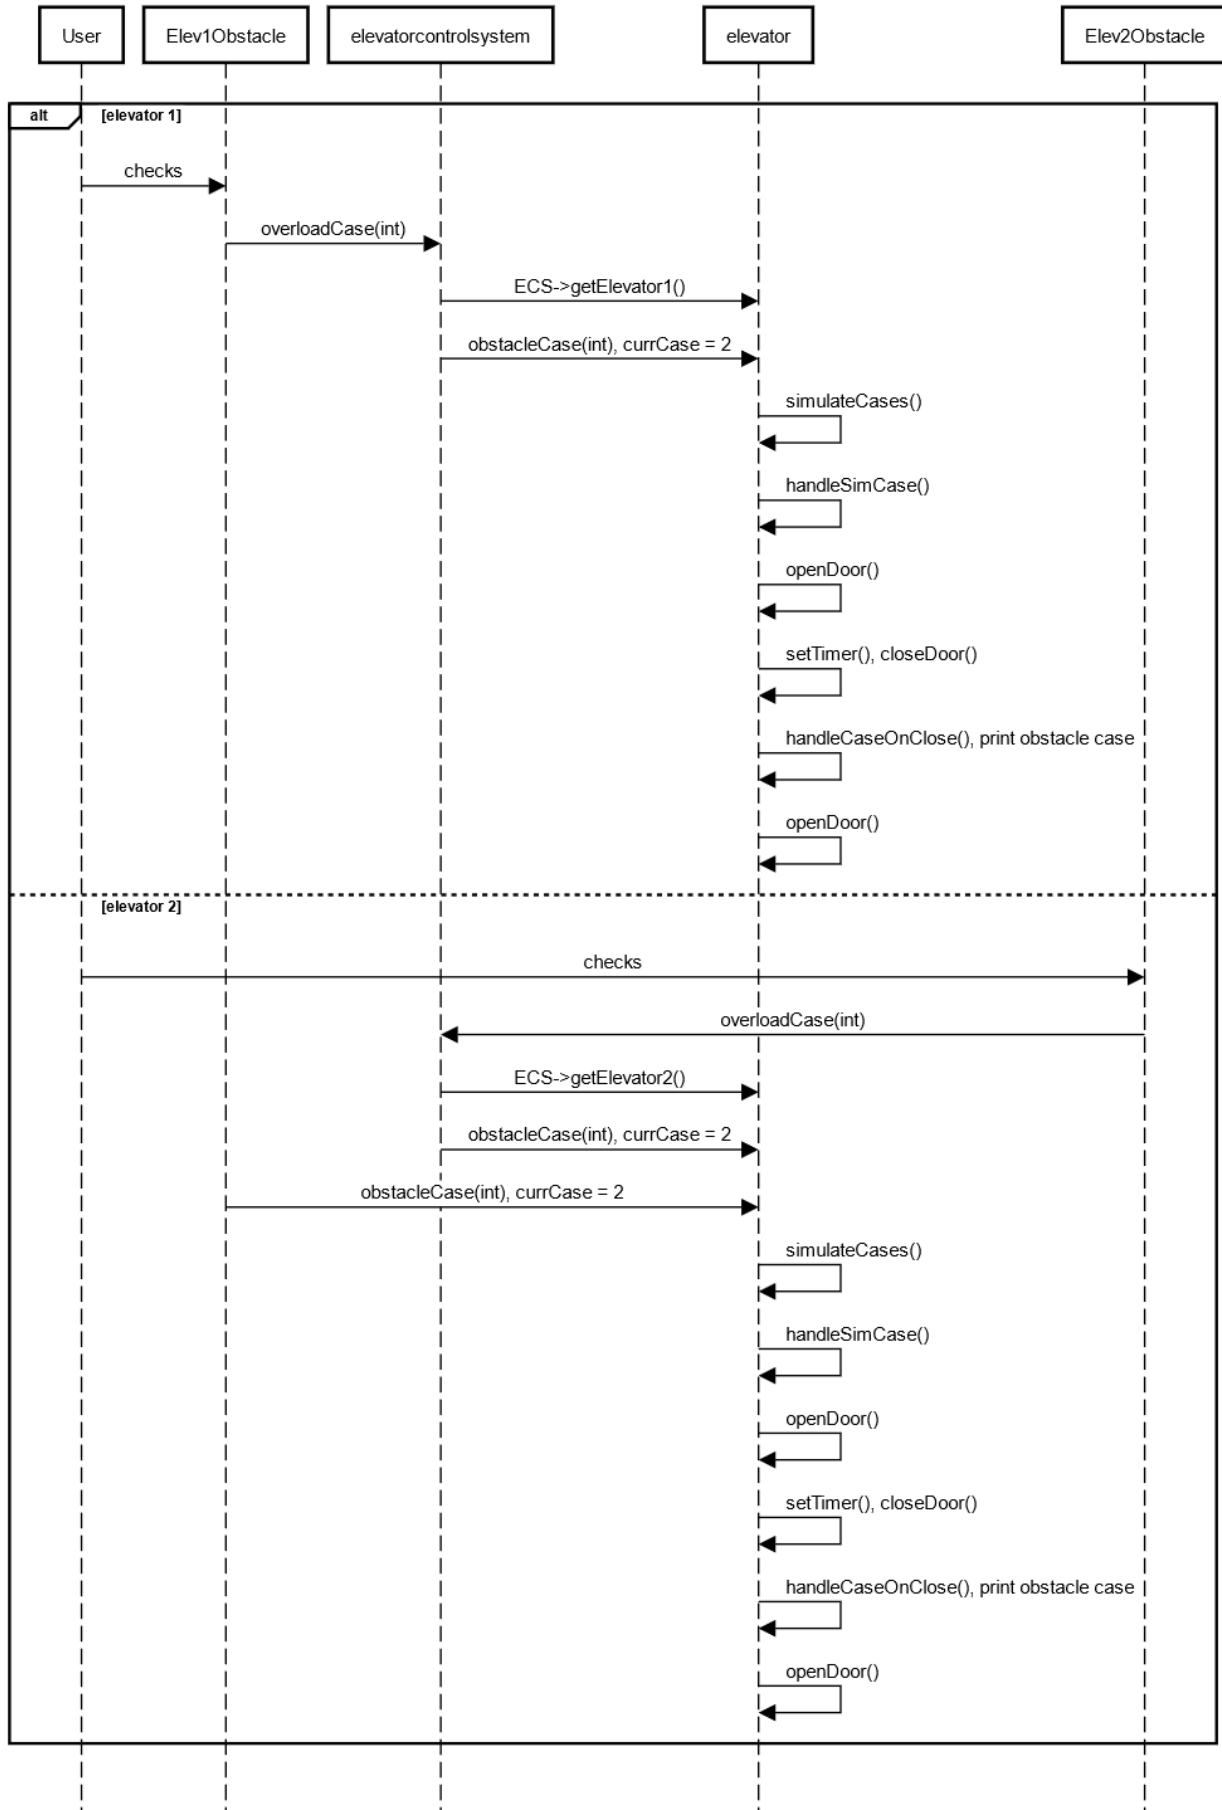 User
Elev1Obstacle
elevatorcontrolsystem
elevator
Elev2Obstacle
alt
[elevator 1]
checks
overloadCase(int)
ECS->getElevator1()
obstacleCase(int), currCase = 2
simulateCases()
handleSimCase()
openDoor()
setTimer(), closeDoor()
handleCaseOnClose(), print obstacle case
openDoor()
[elevator 2]
checks
overloadCase(int)
ECS->getElevator2()
obstacleCase(int), currCase = 2
obstacleCase(int), currCase = 2
simulateCases()
handleSimCase()
openDoor()
setTimer(), closeDoor()
handleCaseOnClose(), print obstacle case
openDoor()